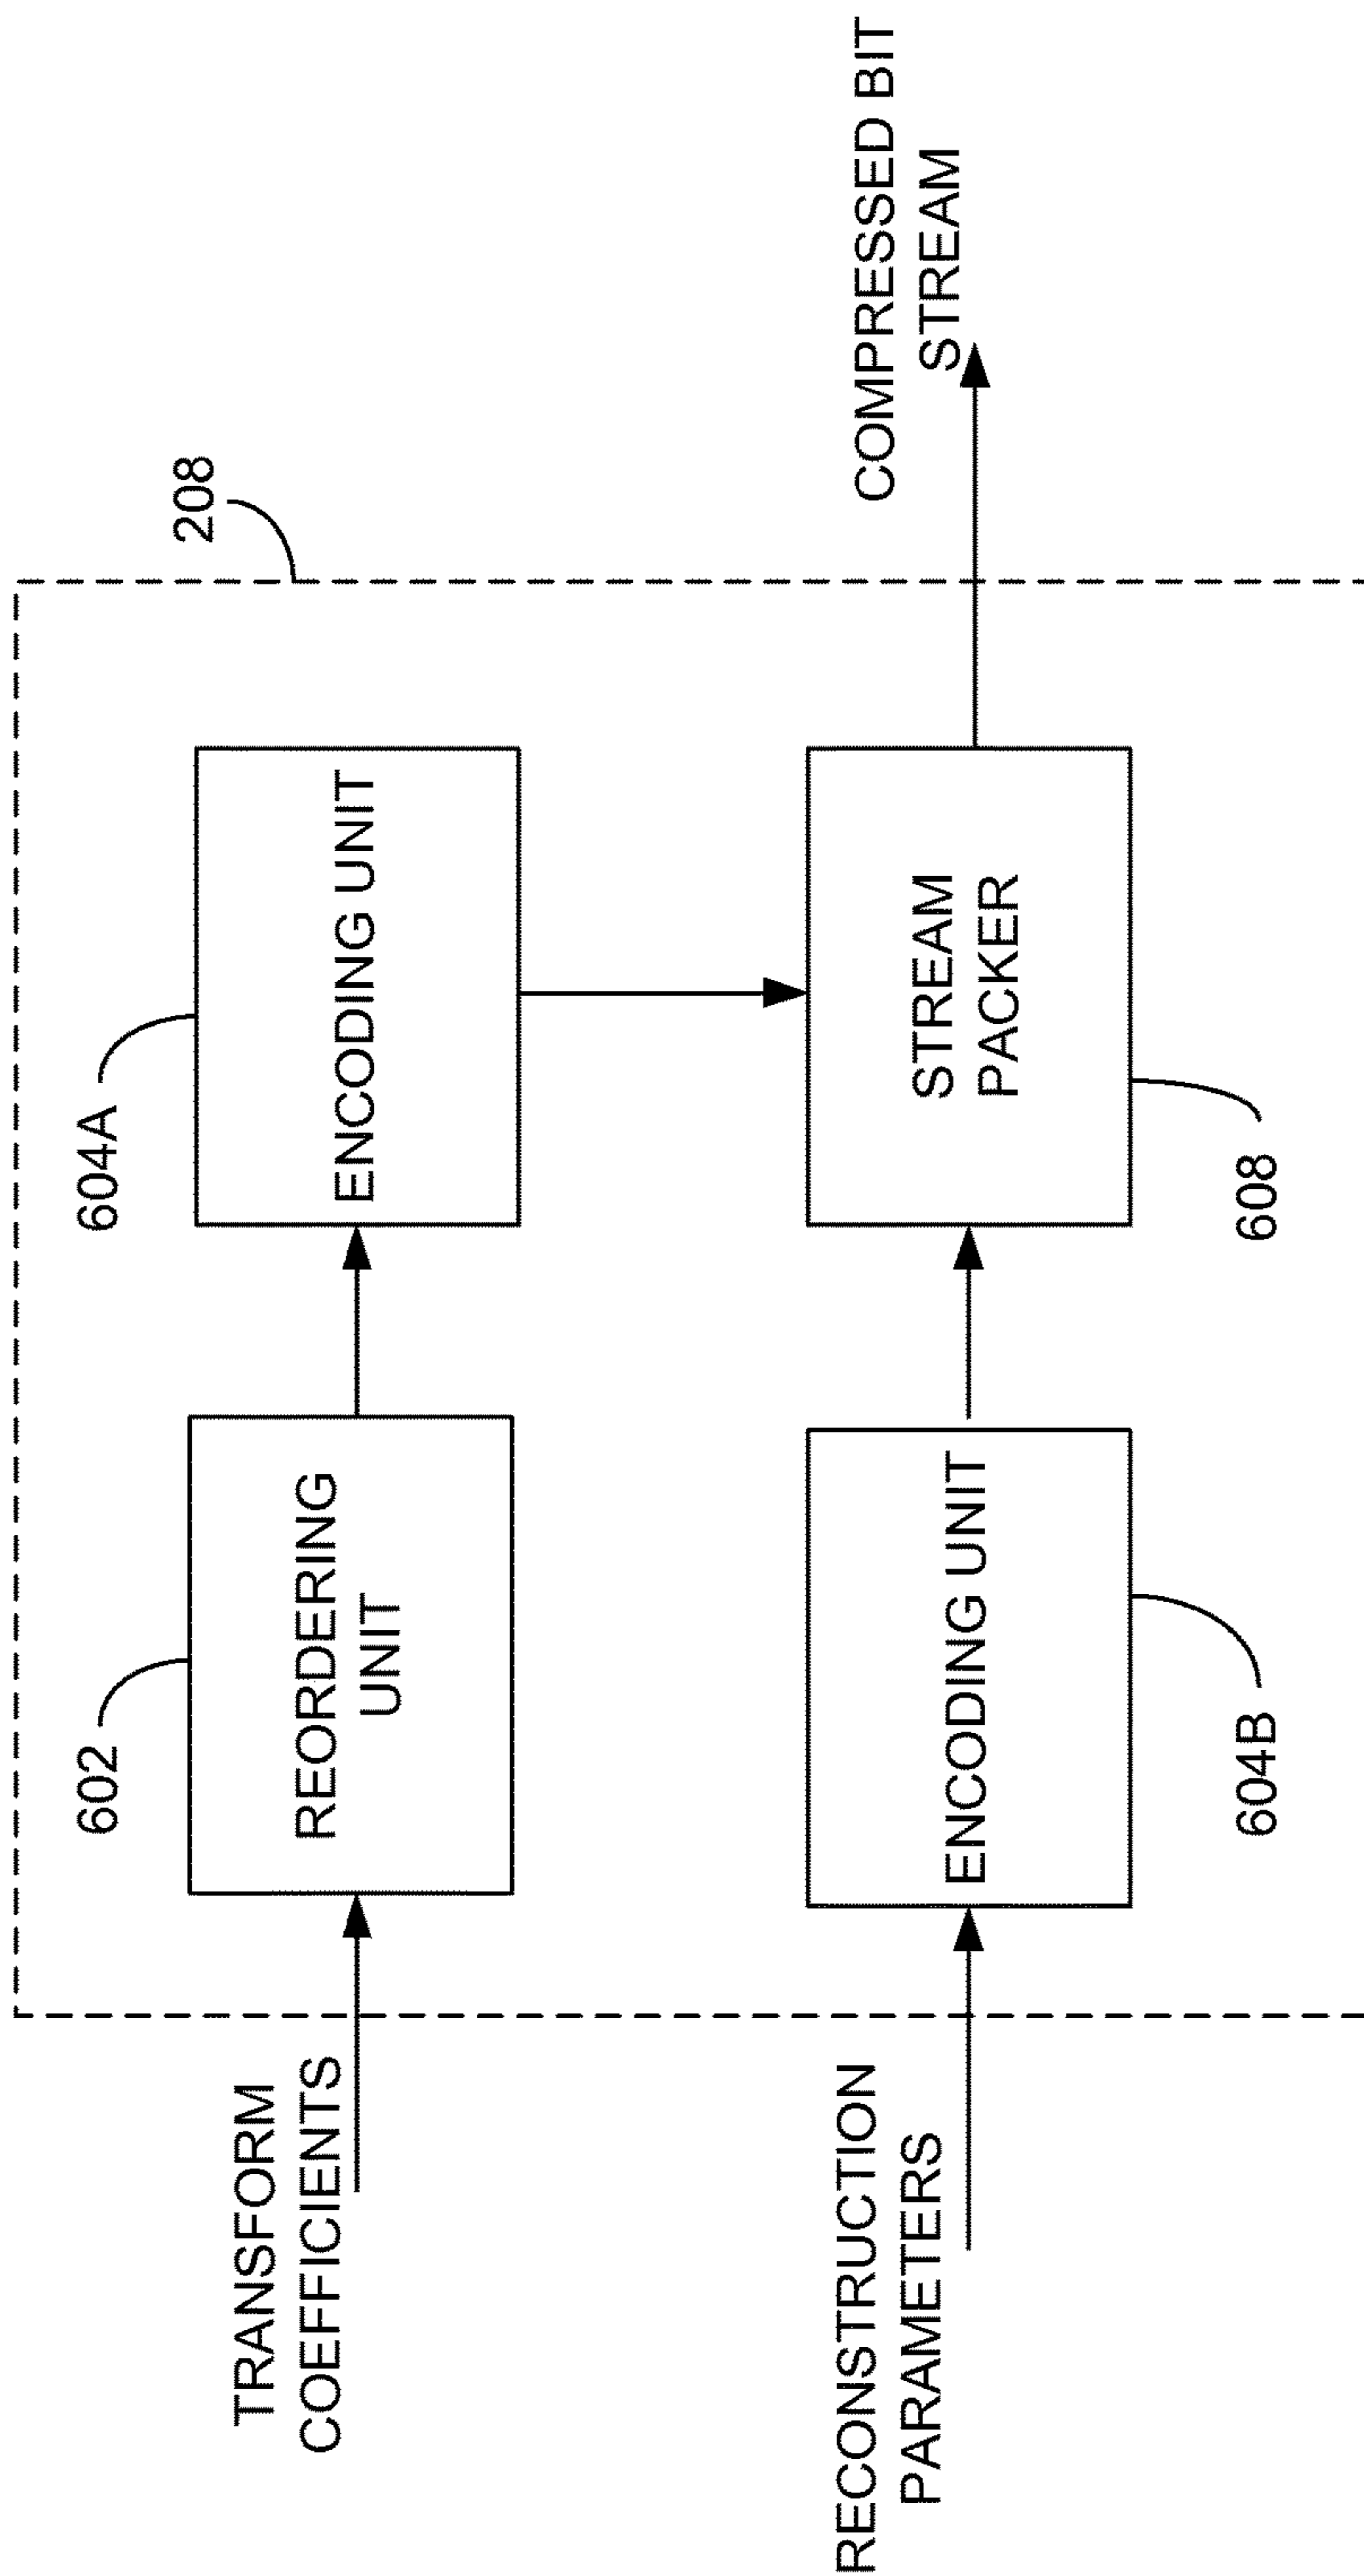 208
602
604A
TRANSFORM
COEFFICIENTS
REORDERING
UNIT
ENCODING UNIT
COMPRESSED BIT
STREAM
RECONSTRUCTION
PARAMETERS
ENCODING UNIT
STREAM
PACKER
604B
608